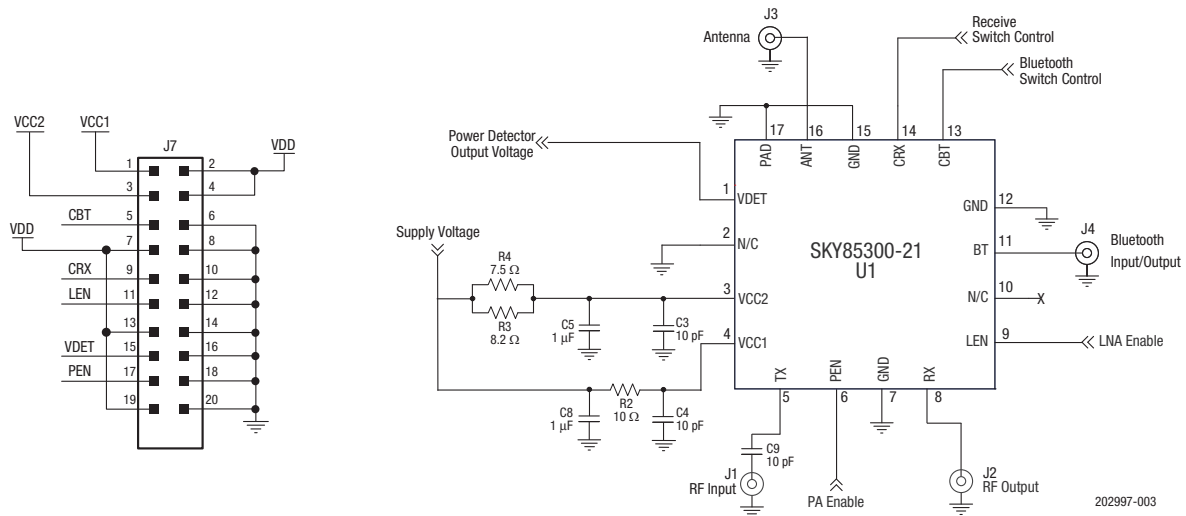 J7
VCC2
VCC1
VDD
1
2
3
4
CBT
5
6
VDD
7
8
CRX
9
10
LEN
11
12
13
14
VDET
15
16
PEN
17
18
19
20
J3
Antenna
Receive
Switch Control
Bluetooth
Switch Control
Power Detector
Output Voltage
17
16
15
14
13
PAD
ANT
GND
CRX
CBT
1
VDET
2
N/C
3
VCC2
4
VCC1
SKY85300-21
U1
GND
12
BT
11
N/C
10
X
LEN
9
LNA Enable
J4
Bluetooth
Input/Output
Supply Voltage
R4
7.5 Ω
R3
8.2 Ω
C5
1 µF
C3
10 pF
C8
1 µF
R2
10 Ω
C4
10 pF
TX
PEN
GND
RX
5
6
7
8
C9
10 pF
J1
RF Input
PA Enable
J2
RF Output
202997-003